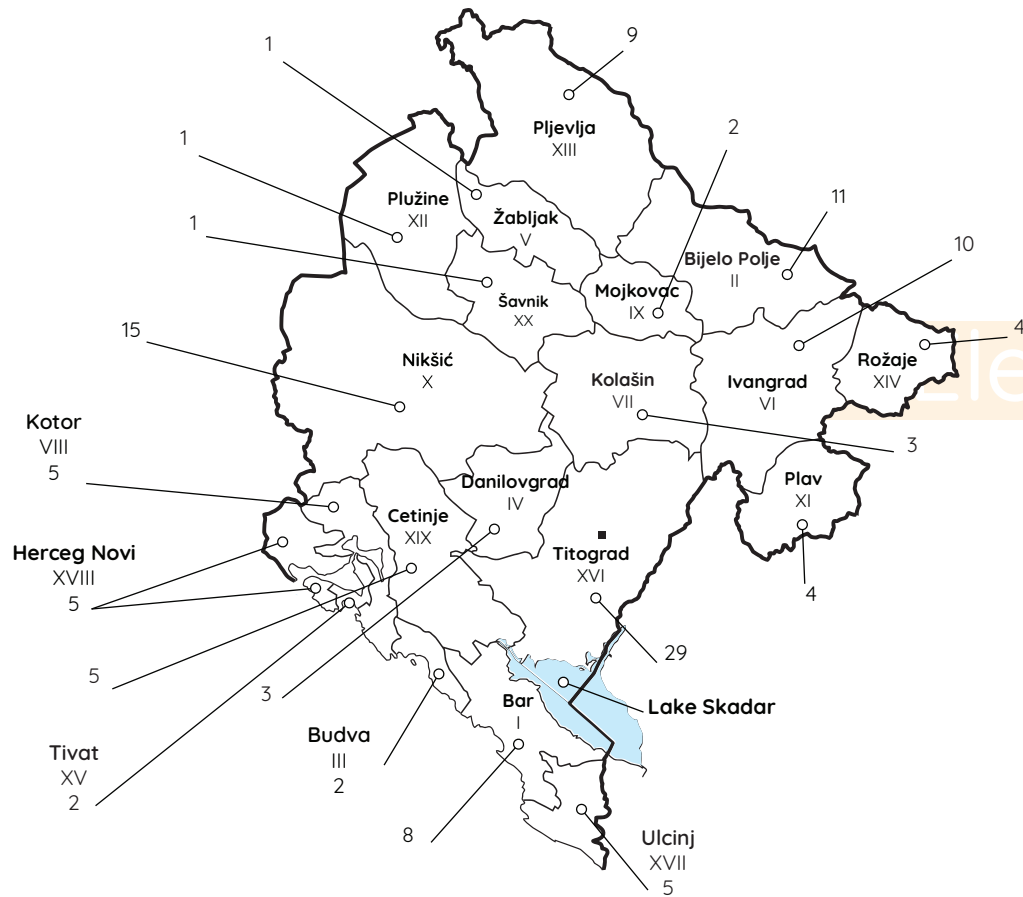 1
9
Pljevlja
XIII
2
1
Plužine
XII
Žabljak
V
11
1
Bijelo Polje
II
10
Mojkovac
IX
Šavnik
XX
15
4
Nikšić
X
Rožaje
XIV
Kolašin
VII
Ivangrad
VI
Kotor
VIII
5
3
Danilovgrad
IV
Plav
XI
Cetinje
XIX
Herceg Novi
XVIII
5
Titograd
XVI
4
29
5
3
Lake Skadar
Bar
I
Budva
III
2
Tivat
XV
2
8
Ulcinj
XVII
5